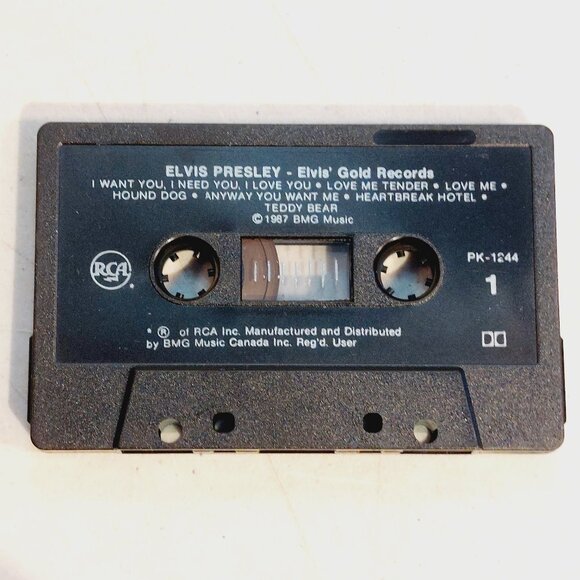 ELVIS PRESLEY - Elvis' Gold Records
I WANT YOU, I NEED YOU, I LOVE YOU • LOVE ME TENDER • LOVE ME •
HOUND DOG • ANYWAY YOU WANT ME • HEARTBREAK HOTEL •
TEDDY BEAR
© 1987 BMG Music
RCA
PK-1244
1
* ® of RCA Inc. Manufactured and Distributed
by BMG Music Canada Inc. Reg'd. User